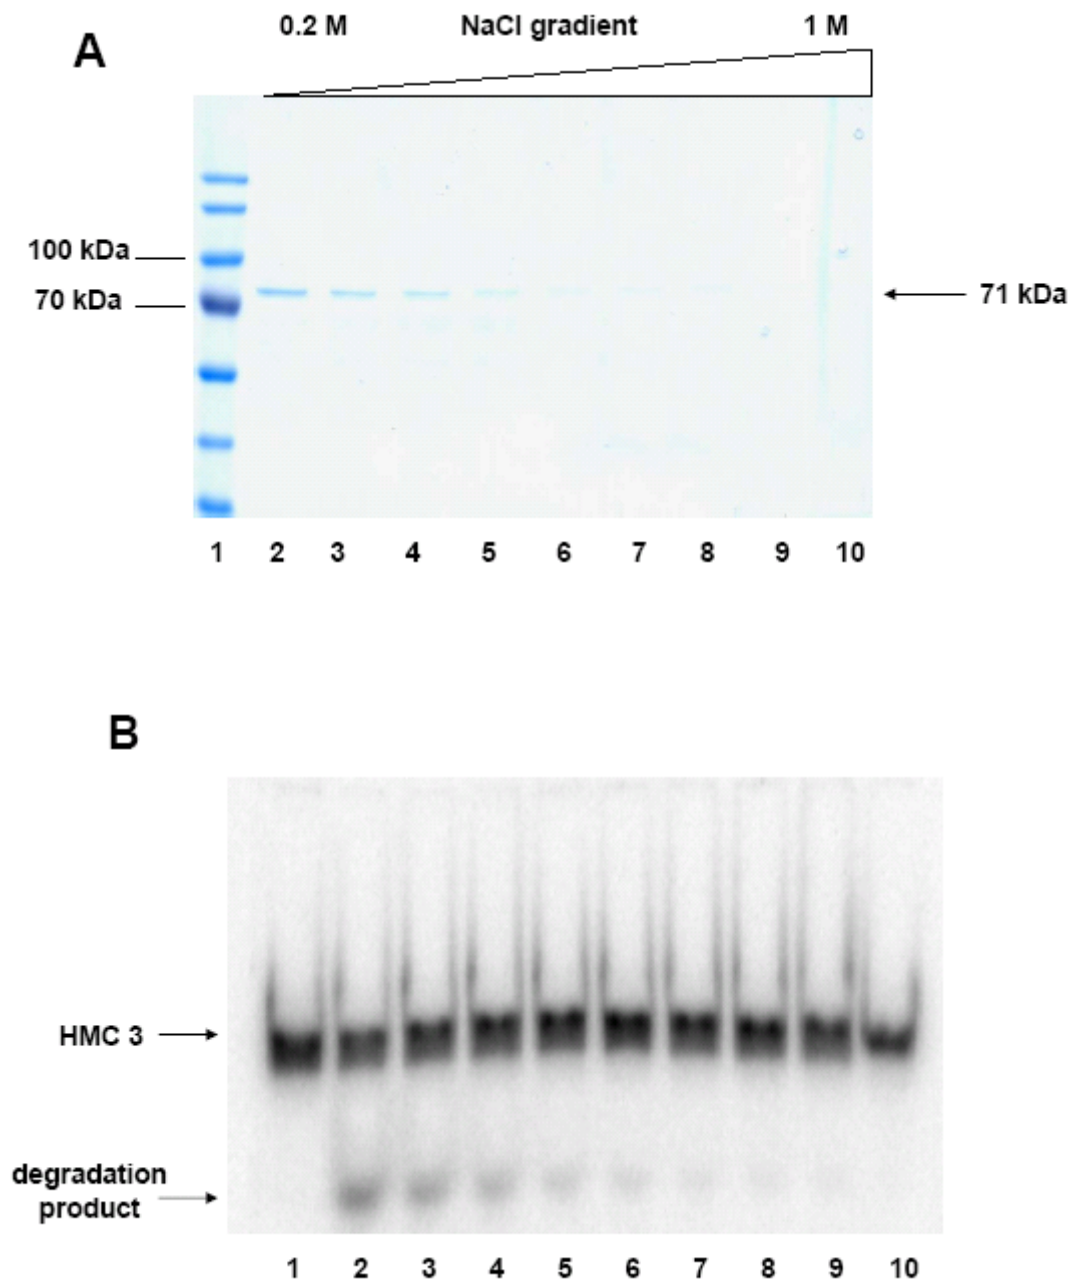 A
0.2 M NaCl gradient 1 M
100 kDa
70 kDa
71 kDa
1 2 3 4 5 6 7 8 9 10
B
HMC 3
degradation
product
1 2 3 4 5 6 7 8 9 10